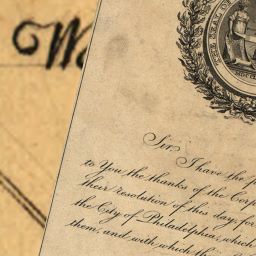 Sir,
I have the
to You the thanks of the Corp
their resolution of this day, for
the City of Philadelphia, which
them; and with which the